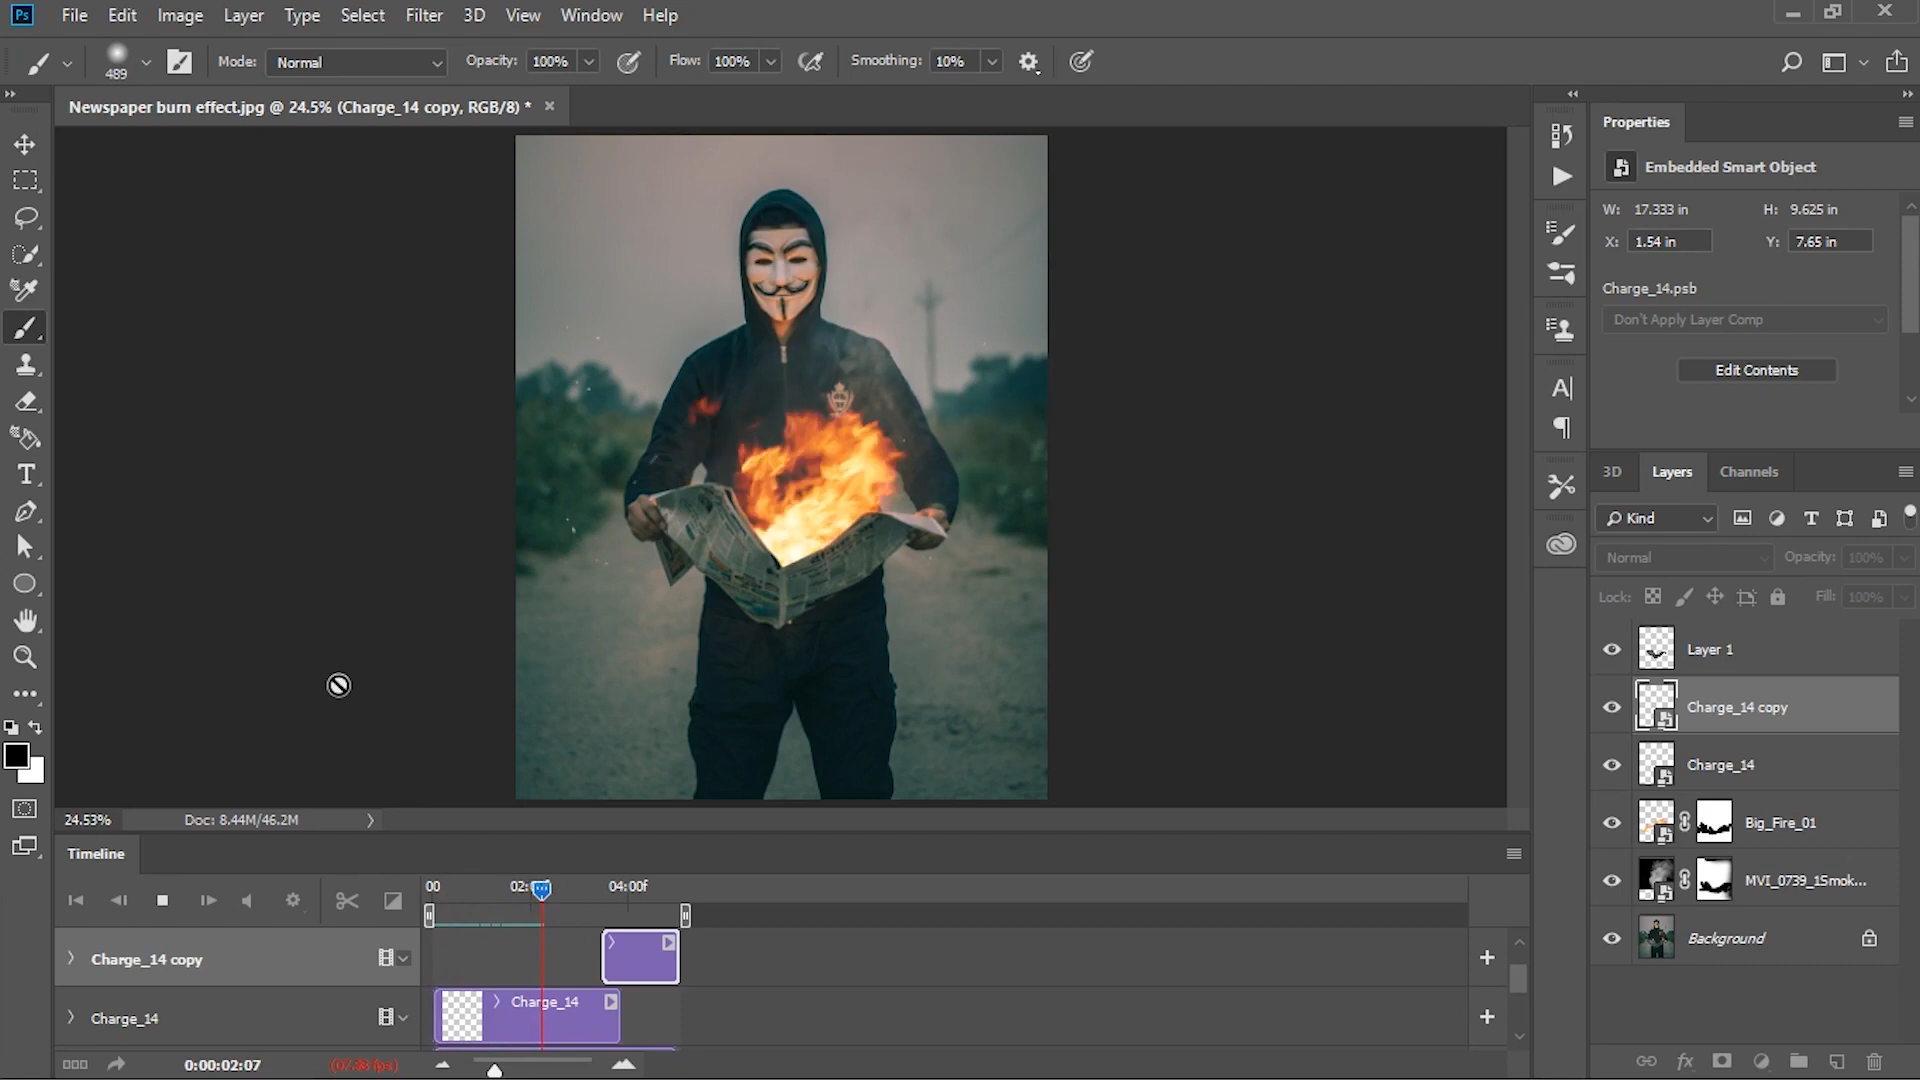 Ps File Edit Image Layer Type Select Filter 3D View Window Help
489 Mode: Normal Opacity: 100% Flow: 100% Smoothing: 10%
Newspaper burn effect.jpg @ 24.5% (Charge_14 copy, RGB/8) * ×
Properties
Embedded Smart Object
W: 17.333 in H: 9.625 in
X: 1.54 in Y: 7.65 in
Charge_14.psb
Don't Apply Layer Comp
Edit Contents
3D Layers Channels
Kind
Normal Opacity: 100%
Lock: Fill: 100%
Layer 1
Charge_14 copy
Charge_14
Big_Fire_01
MVI_0739_1Smok...
Background
24.53% Doc: 8.44M/46.2M
Timeline
00 04:00f
Charge_14 copy
Charge_14
Charge_14
0:00:02:07